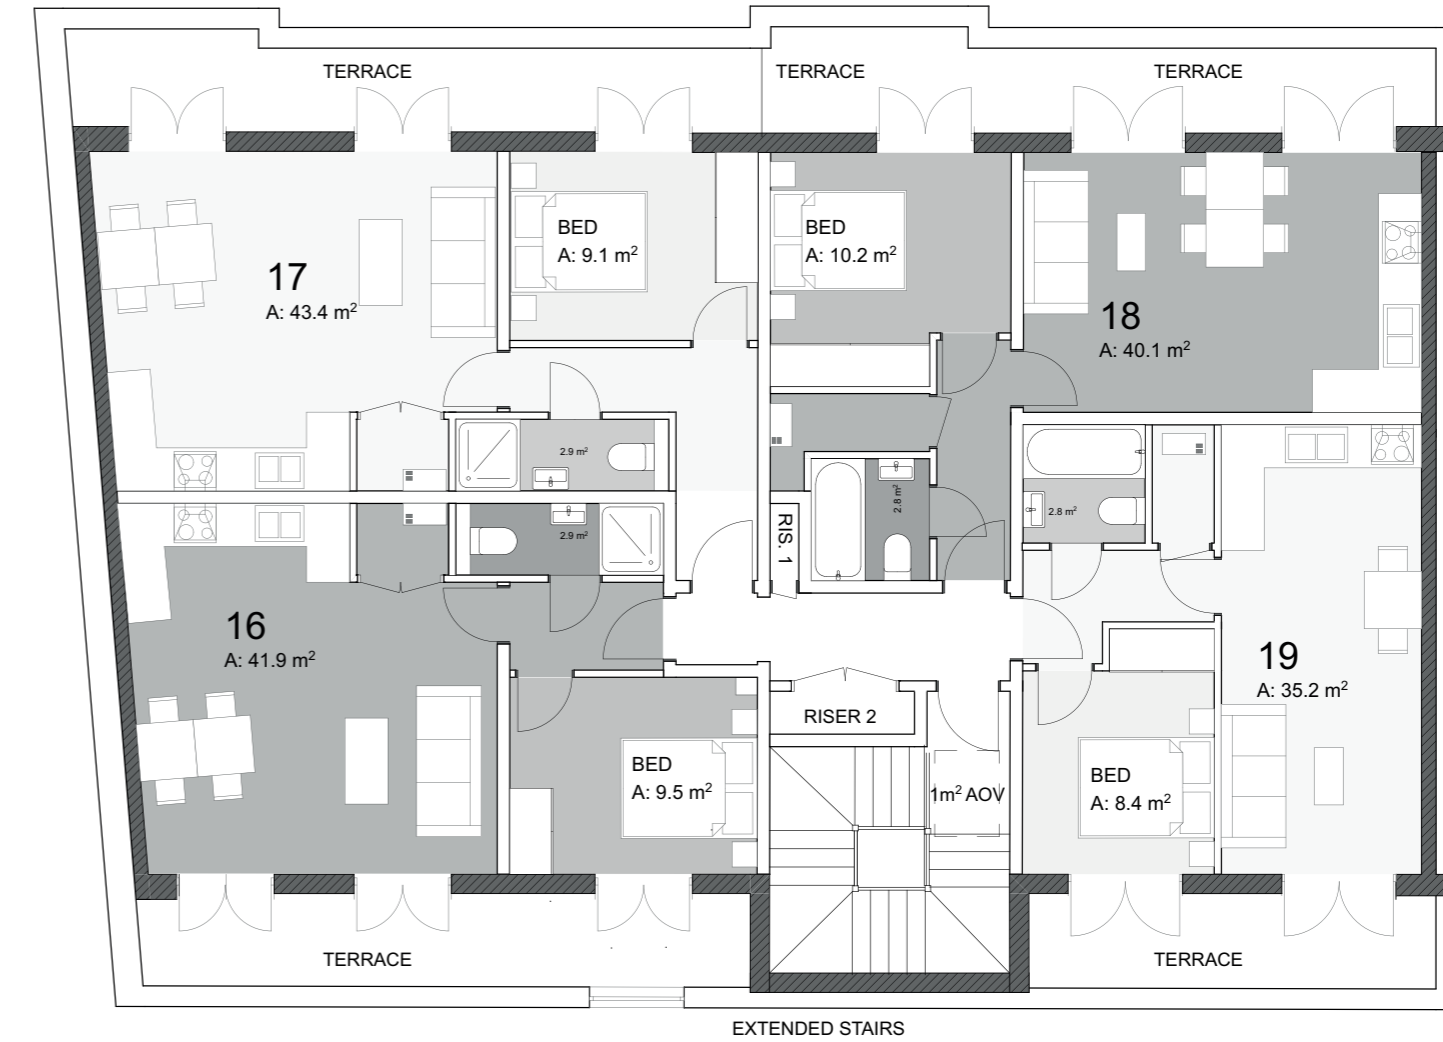 TERRACE
TERRACE
TERRACE
BED
A: 9.1 m²
BED
A: 10.2 m²
17
A: 43.4 m²
18
A: 40.1 m²
2.9 m²
2.8 m²
2.8 m²
RIS. 1
2.9 m²
16
A: 41.9 m²
19
A: 35.2 m²
RISER 2
BED
A: 9.5 m²
1m² AOV
BED
A: 8.4 m²
TERRACE
TERRACE
EXTENDED STAIRS